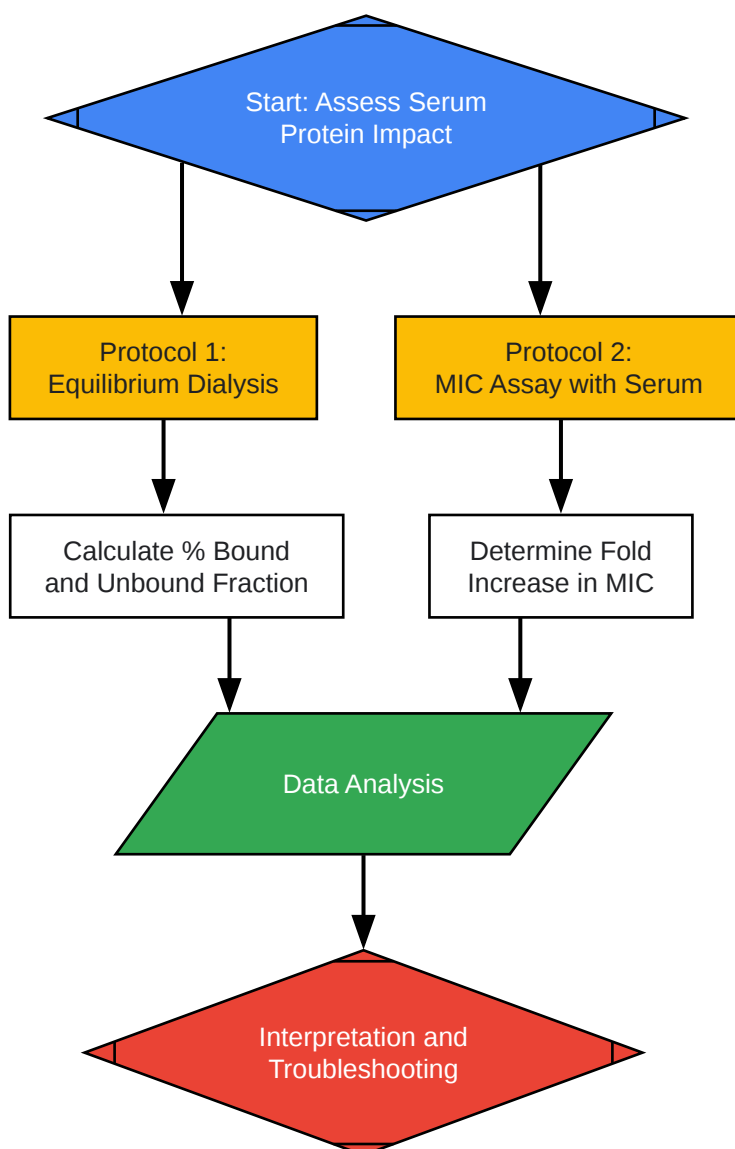 Start: Assess Serum
Protein Impact
Protocol 1:
Equilibrium Dialysis
Protocol 2:
MIC Assay with Serum
Calculate % Bound
and Unbound Fraction
Determine Fold
Increase in MIC
Data Analysis
Interpretation and
Troubleshooting